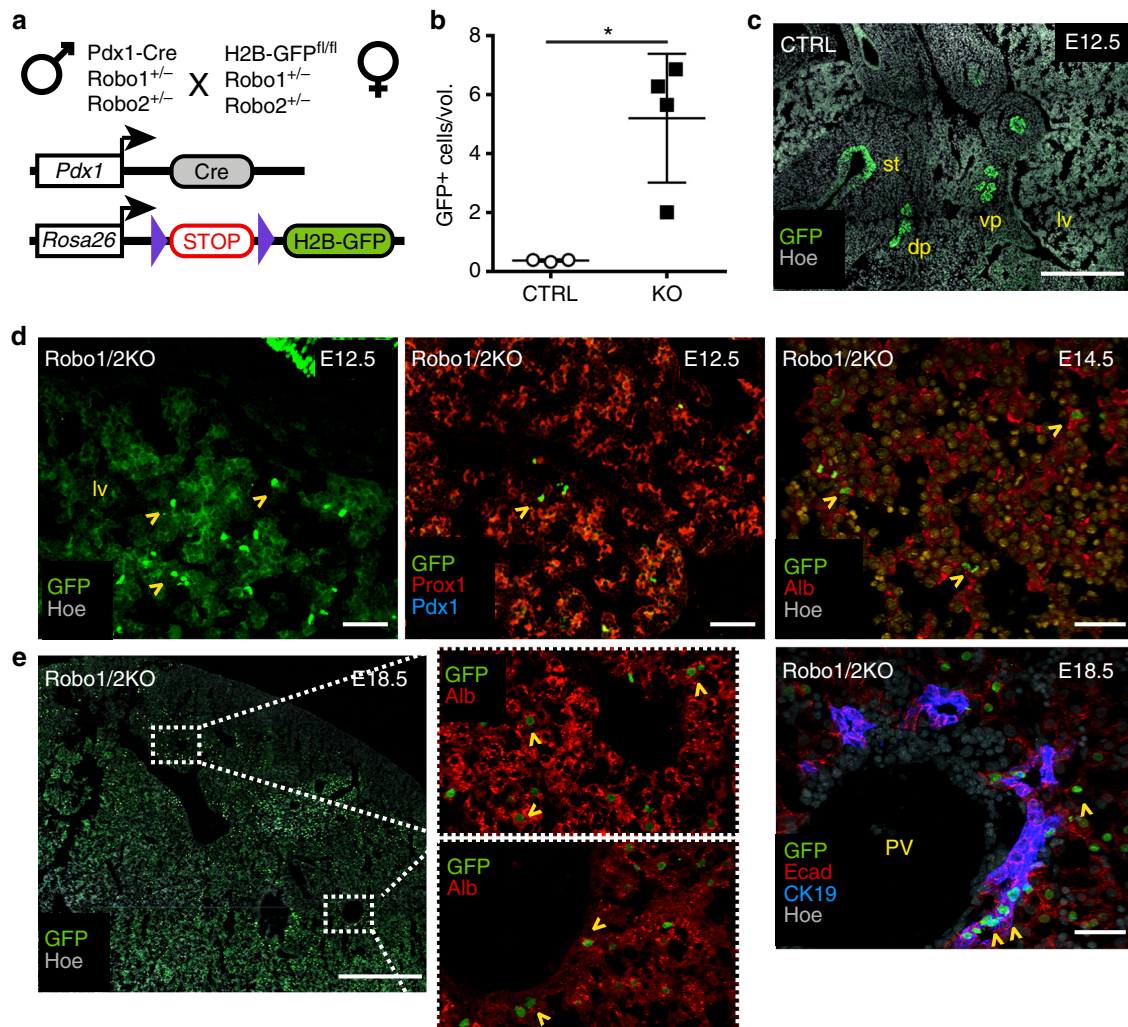 a
Pdx1-Cre
Robo1+/–
Robo2+/–
X
H2B-GFPfl/fl
Robo1+/–
Robo2+/–
Pdx1
Cre
Rosa26
STOP
H2B-GFP
b
GFP+ cells/vol.
8
6
4
2
0
*
CTRL
KO
c
CTRL
E12.5
st
vp
lv
dp
GFP
Hoe
d
Robo1/2KO
E12.5
lv
GFP
Hoe
Robo1/2KO
E12.5
GFP
Prox1
Pdx1
Robo1/2KO
E14.5
GFP
Alb
Hoe
e
Robo1/2KO
E18.5
GFP
Hoe
GFP
Alb
GFP
Alb
Robo1/2KO
E18.5
PV
GFP
Ecad
CK19
Hoe